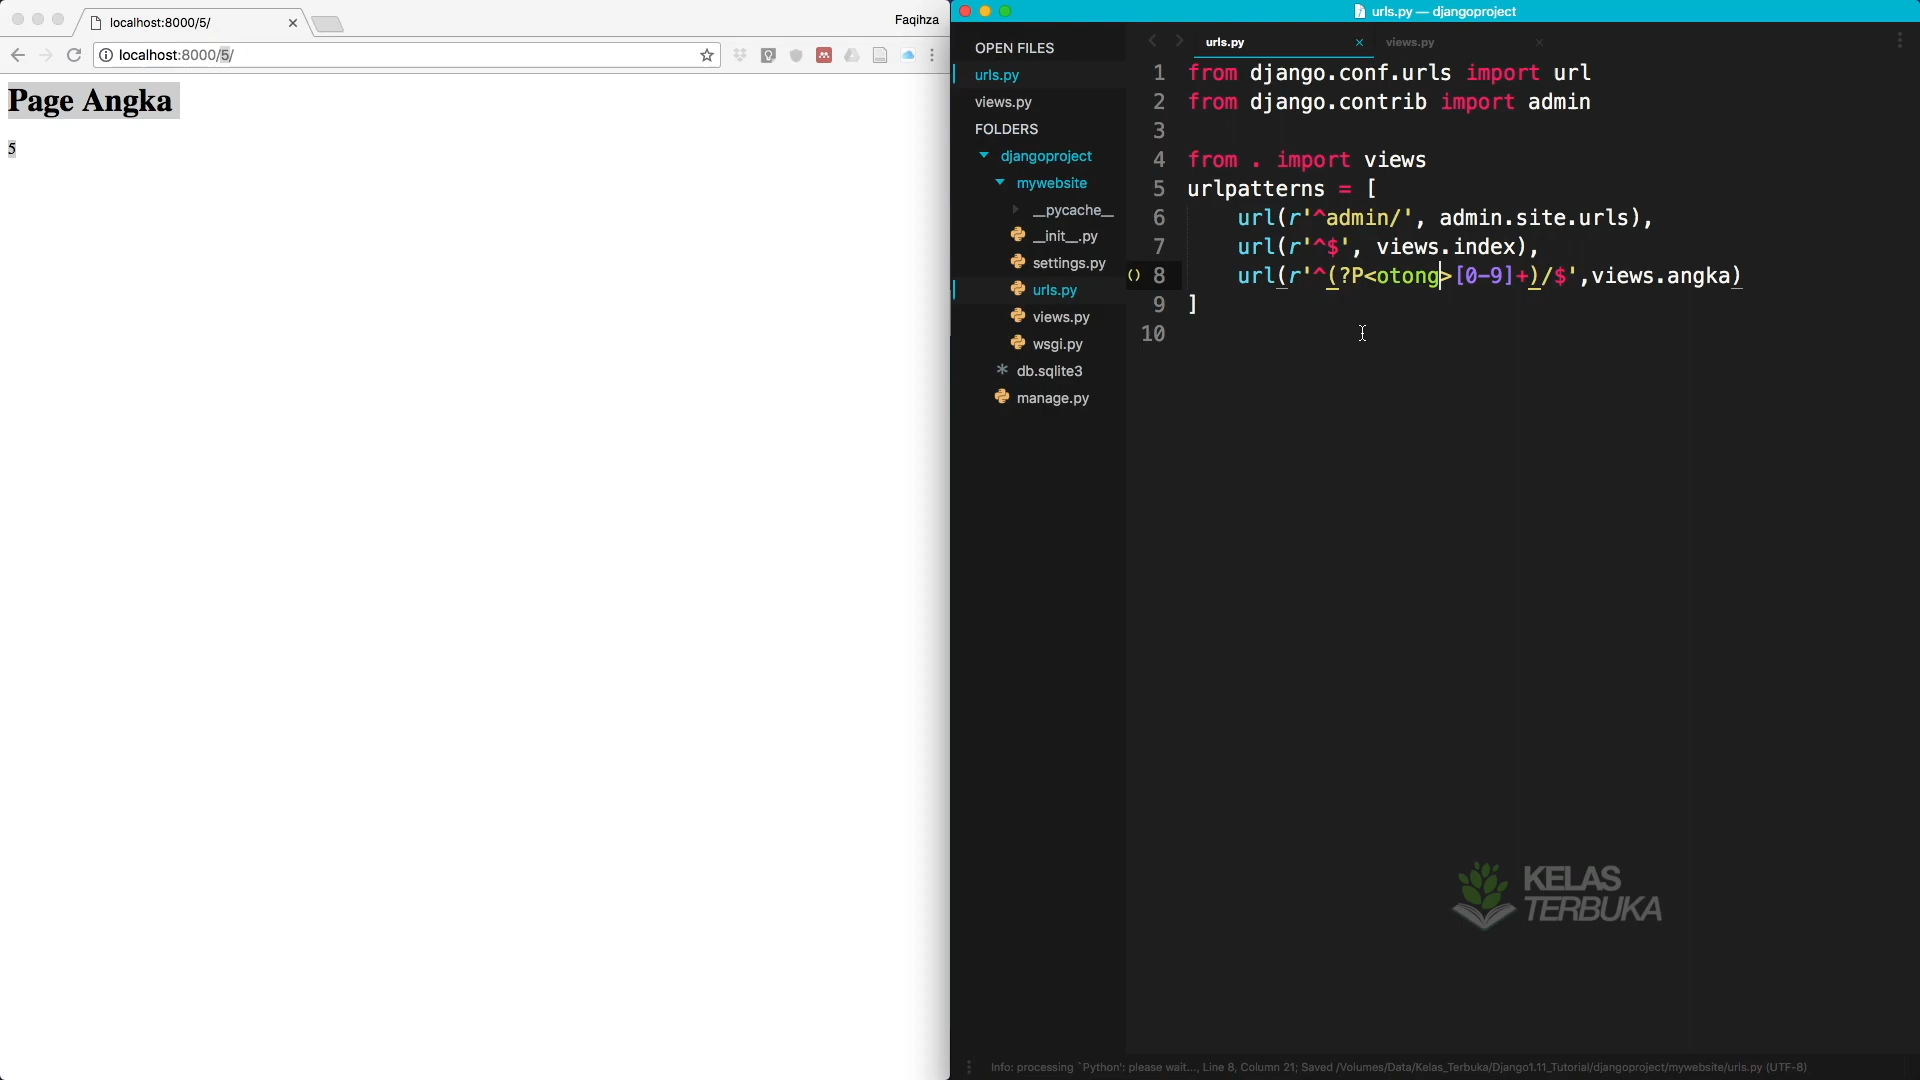 localhost:8000/5/
Faqihza
localhost:8000/5/
Page Angka
5
urls.py — djangoproject
OPEN FILES
urls.py
views.py
FOLDERS
djangoproject
mywebsite
__pycache__
__init__.py
settings.py
urls.py
views.py
wsgi.py
db.sqlite3
manage.py
urls.py
views.py
1 from django.conf.urls import url
2 from django.contrib import admin
3
4 from . import views
5 urlpatterns = [
6     url(r'^admin/', admin.site.urls),
7     url(r'^$', views.index),
8     url(r'^(?P<otong>[0-9]+)/$',views.angka)
9 ]
10
KELAS
TERBUKA
Info: processing `Python': please wait..., Line 8, Column 21; Saved /Volumes/Data/Kelas_Terbuka/Django1.11_Tutorial/djangoproject/mywebsite/urls.py (UTF-8)